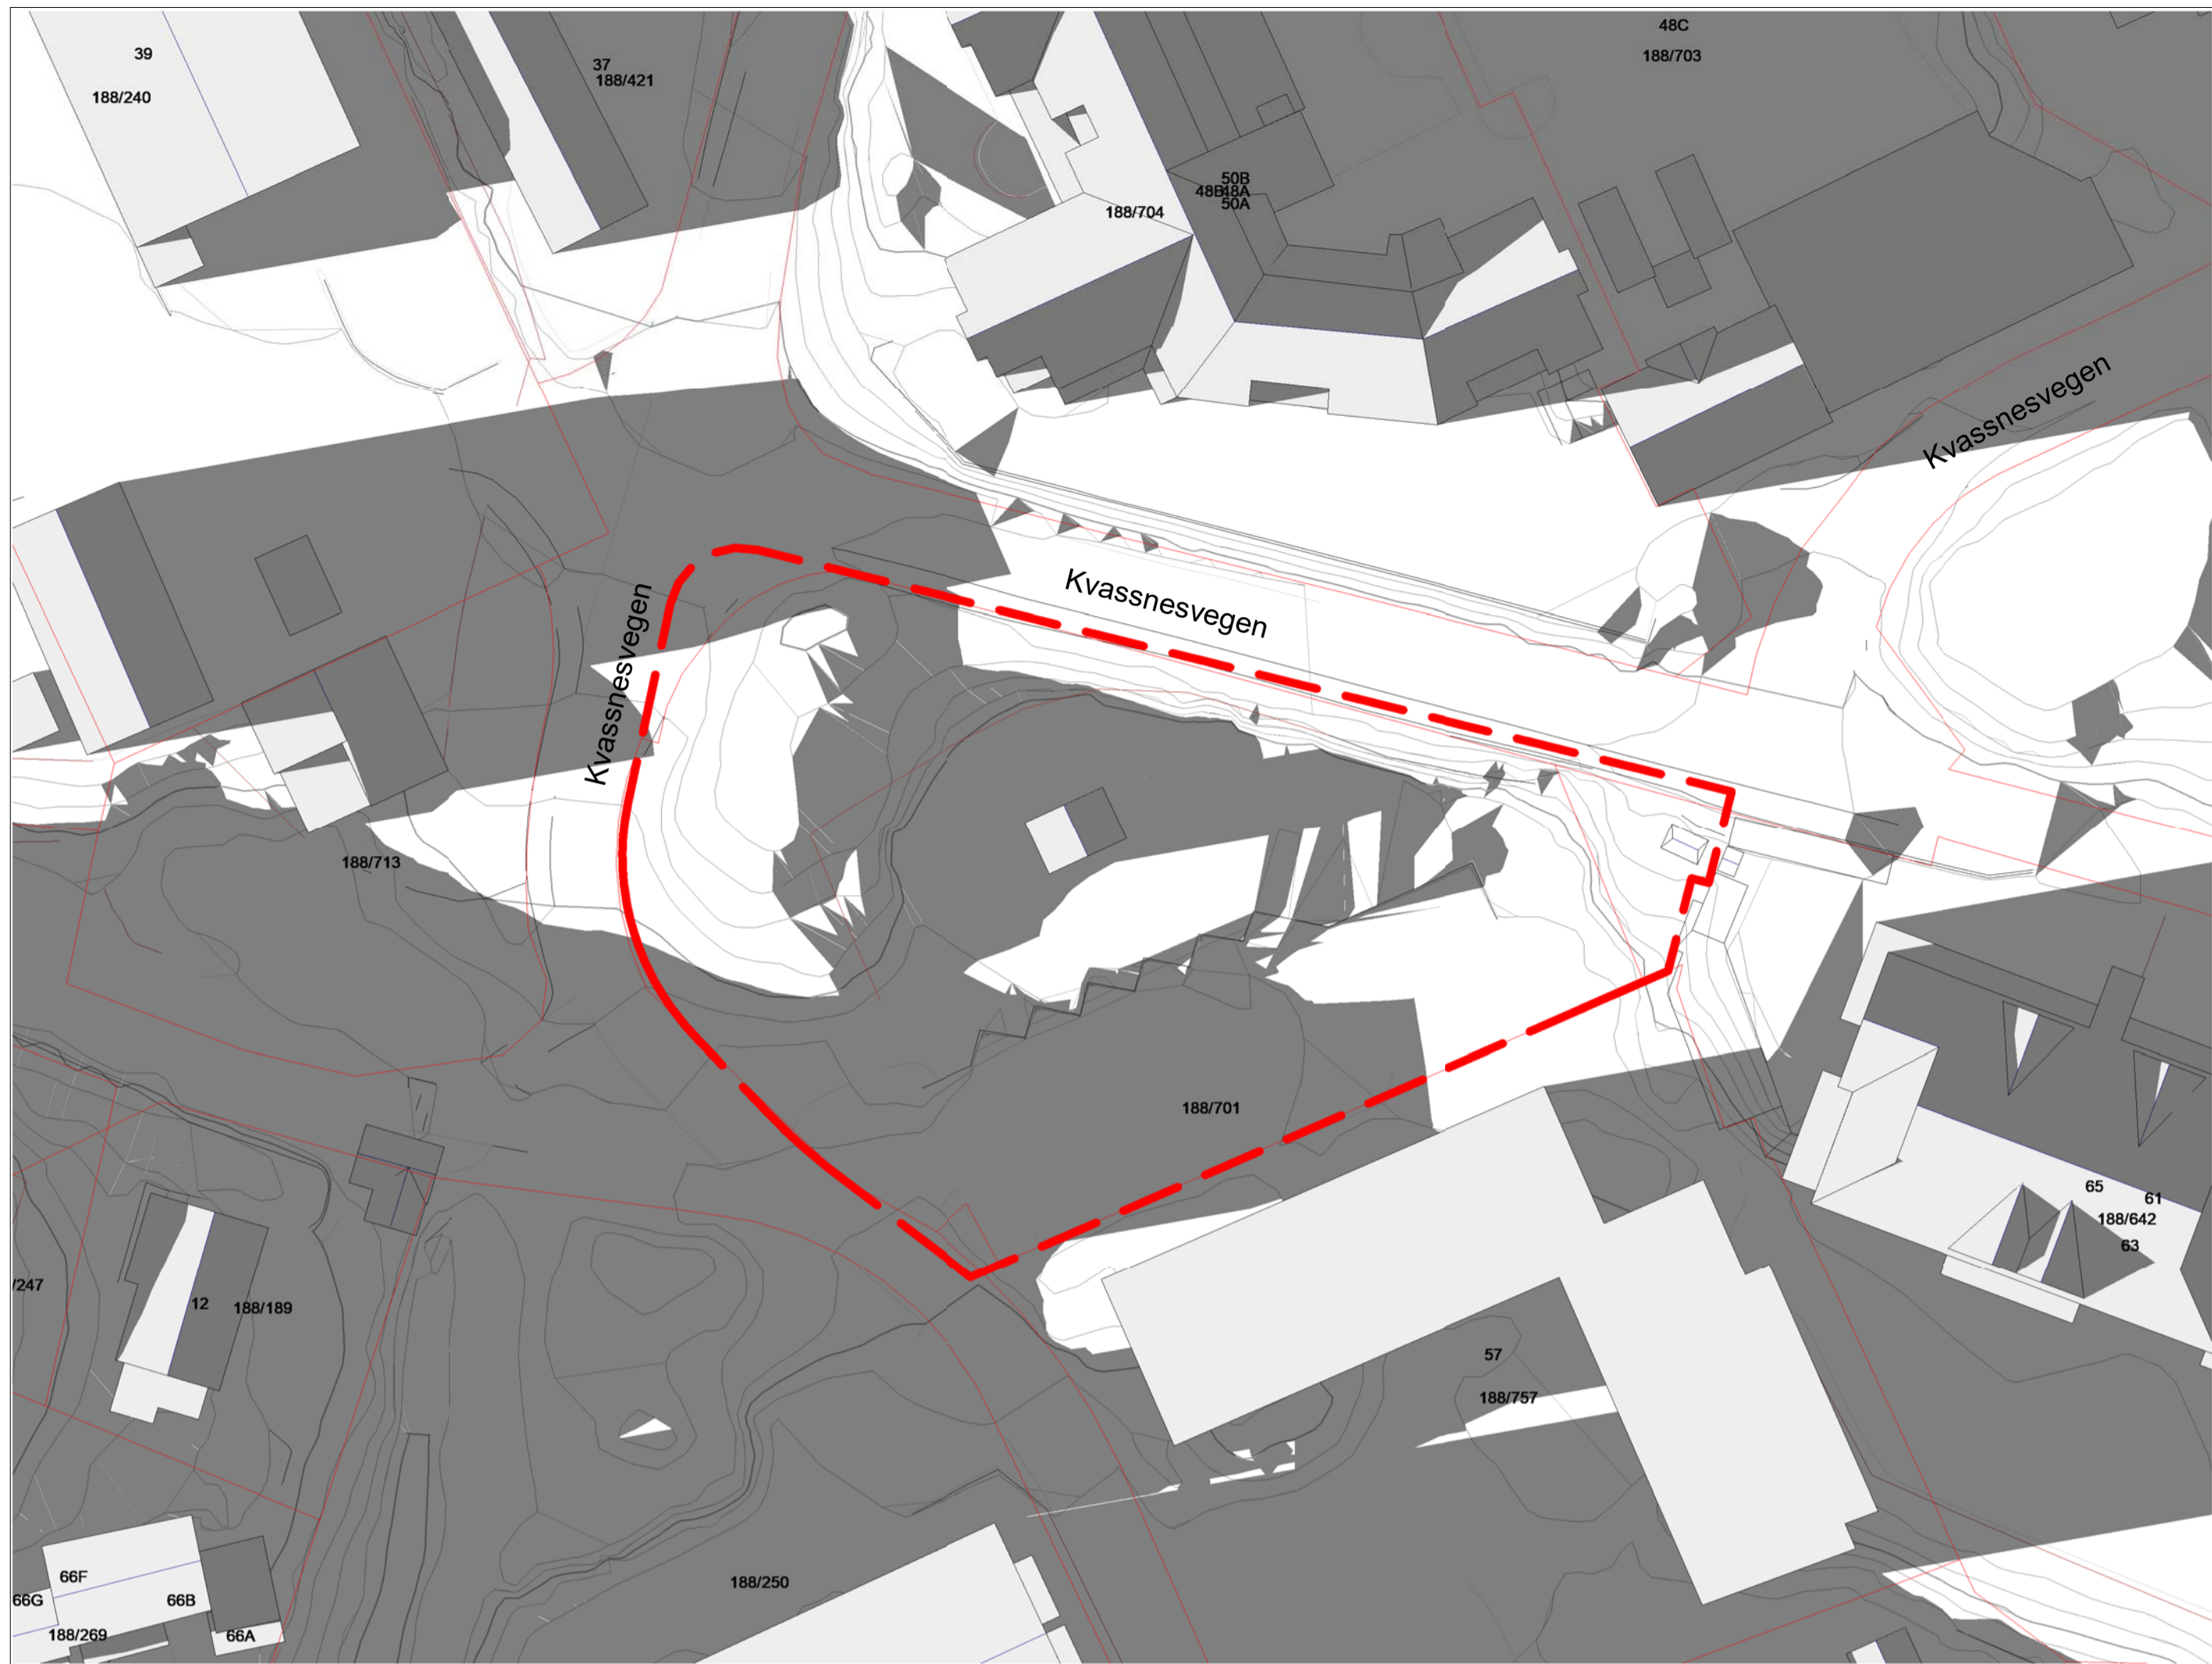 48C
39
37
188/703
188/421
188/240
50B
48B 48A
50A
188/704
Kvassnesvegen
Kvassnesvegen
Kvassnesvegen
188/713
188/701
65
61
188/642
63
/247
12
188/189
57
188/757
66F
188/250
66G
66B
188/269
66A